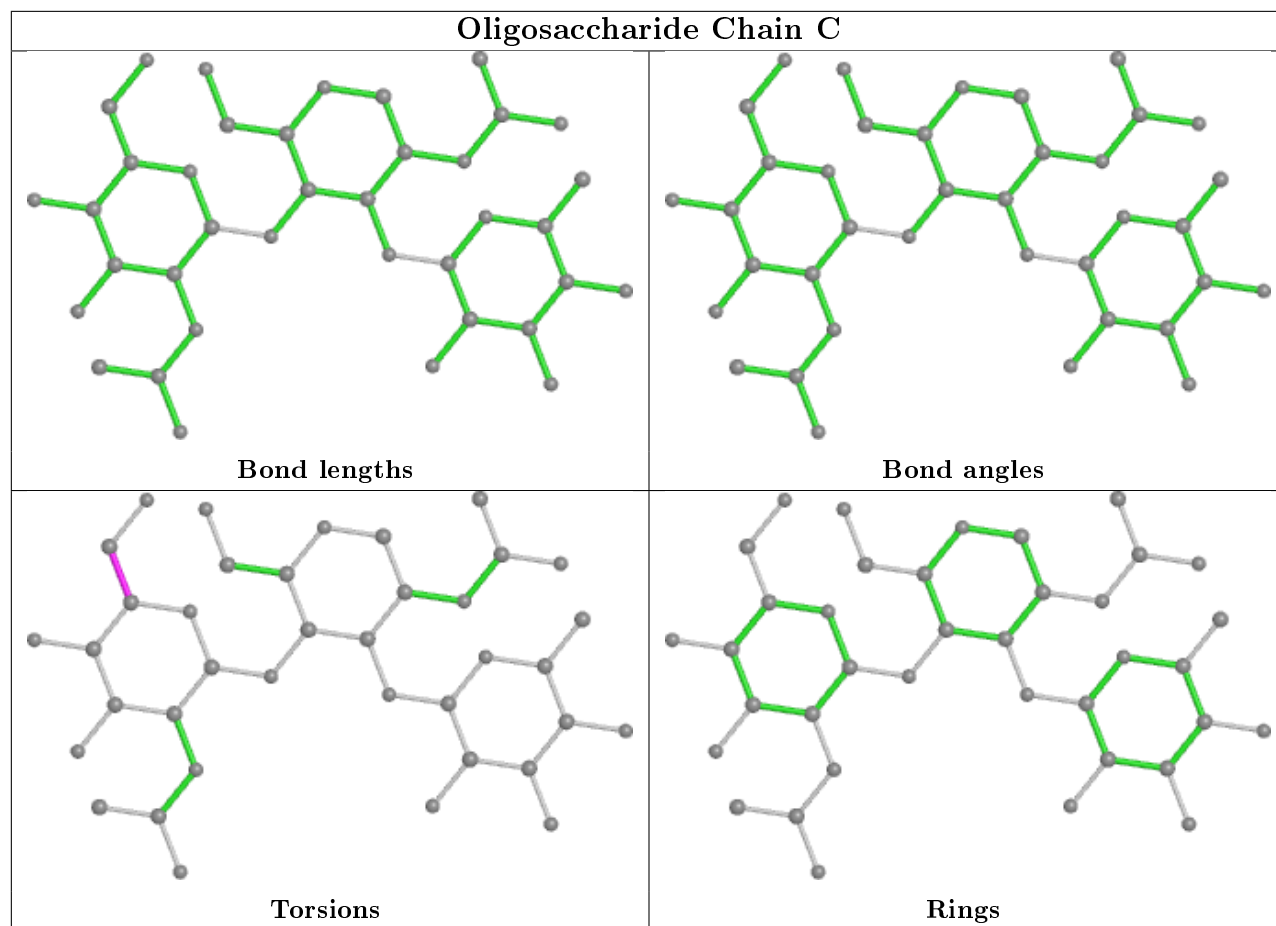 Oligosaccharide Chain C
Bond lengths
Bond angles
Torsions
Rings